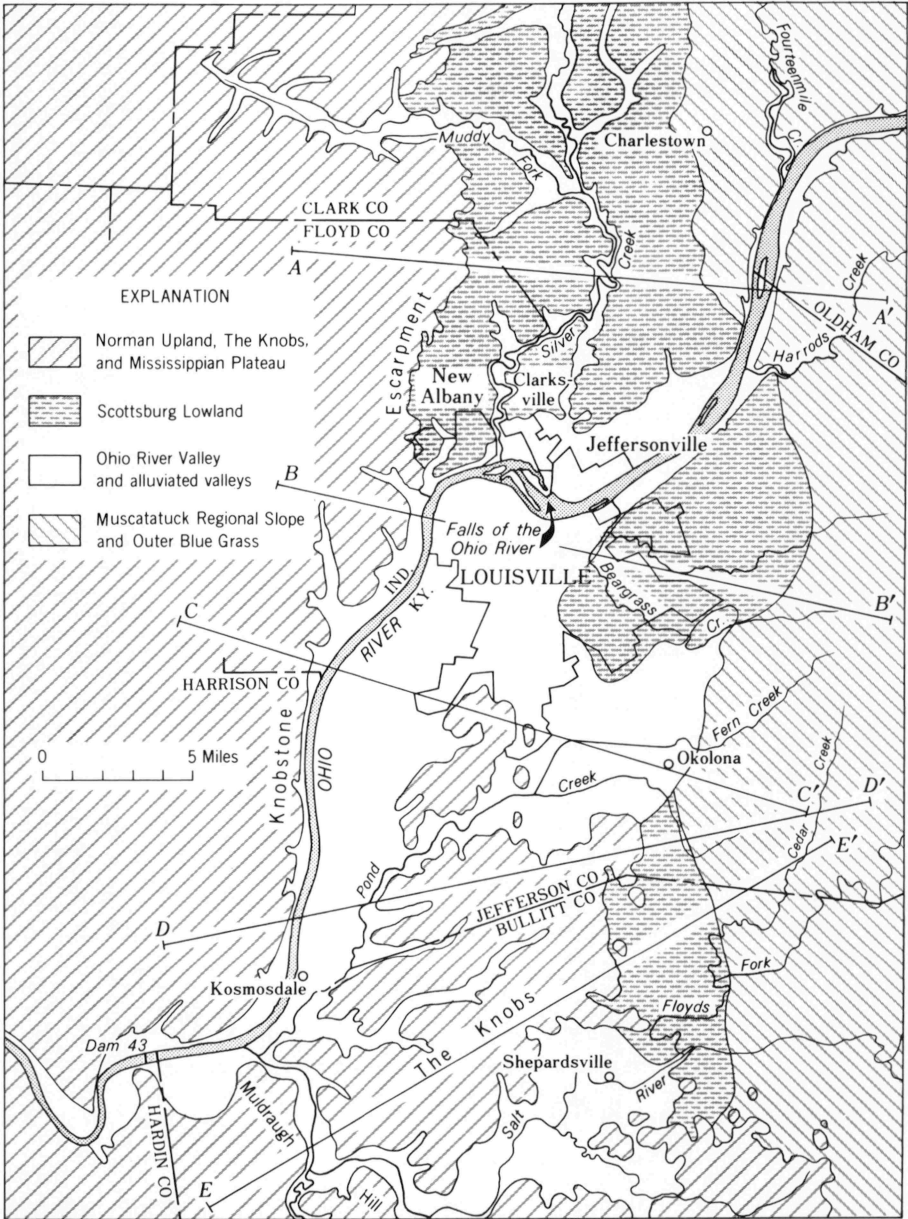 Fourteenmile
Cr.
Charlestown
Muddy
Fork
CLARK CO
FLOYD CO
A
Creek
A'
Creek
OLDHAM CO
Harrods
EXPLANATION
Norman Upland, The Knobs,
and Mississippian Plateau
Scottsburg Lowland
Ohio River Valley
and alluviated valleys
Muscatatuck Regional Slope
and Outer Blue Grass
Escarpment
Silver
New
Albany
Clarks-
ville
Jeffersonville
B
Falls of the
Ohio River
LOUISVILLE
Beargrass
Cr.
B'
IND.
RIVER KY.
C
HARRISON CO
Knobstone
OHIO
0 5 Miles
Fern Creek
Okolona
Creek
Creek
Cedar
C'
D'
E'
Pond
JEFFERSON CO
BULLITT CO
D
Kosmosdale
The Knobs
Fork
Floyds
Dam 43
Shepardsville
River
Salt
Muldraugh
Hill
HARDIN CO
E